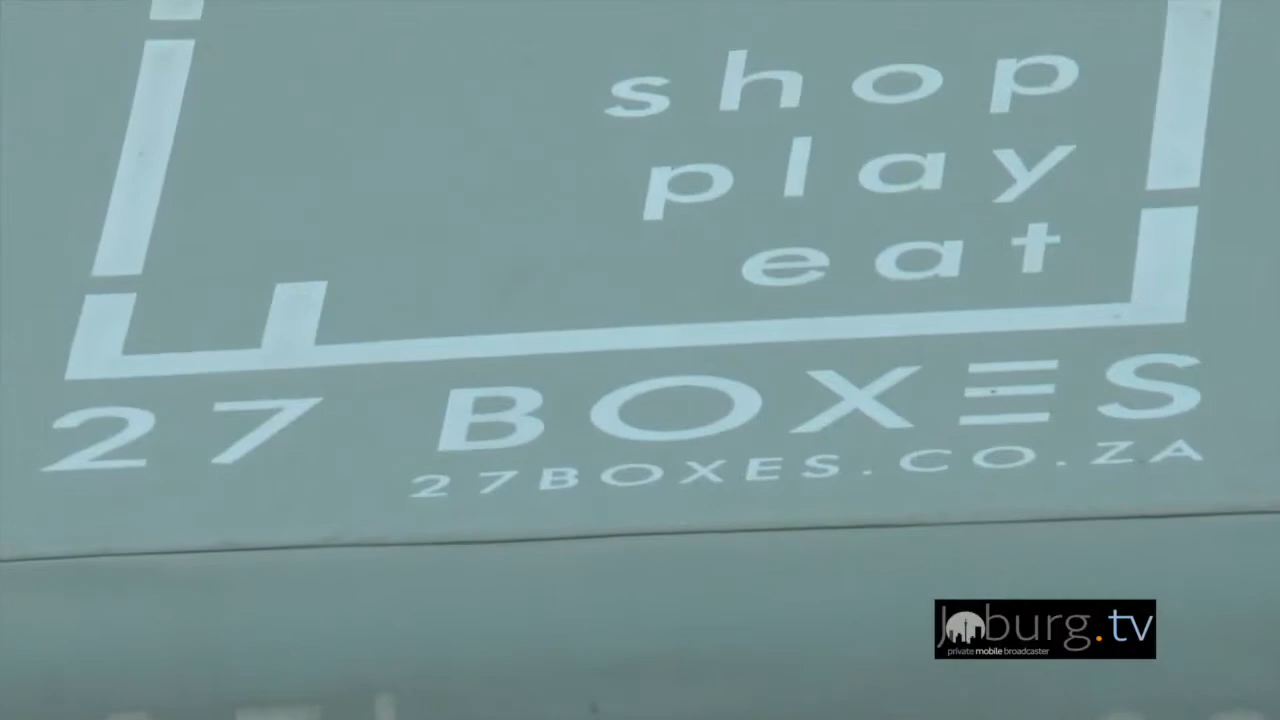 shop
play
eat
27 BOXES
27BOXES.CO.ZA
Joburg.tv
private mobile broadcaster